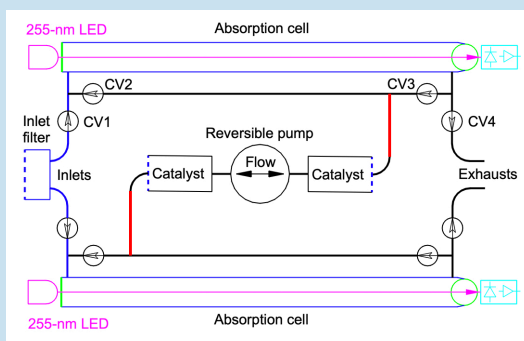 Absorption cell
255-nm LED
CV2
CV3
Inlet
filter
CV1
CV4
Reversible pump
Flow
Catalyst
Catalyst
Inlets
Exhausts
255-nm LED
Absorption cell